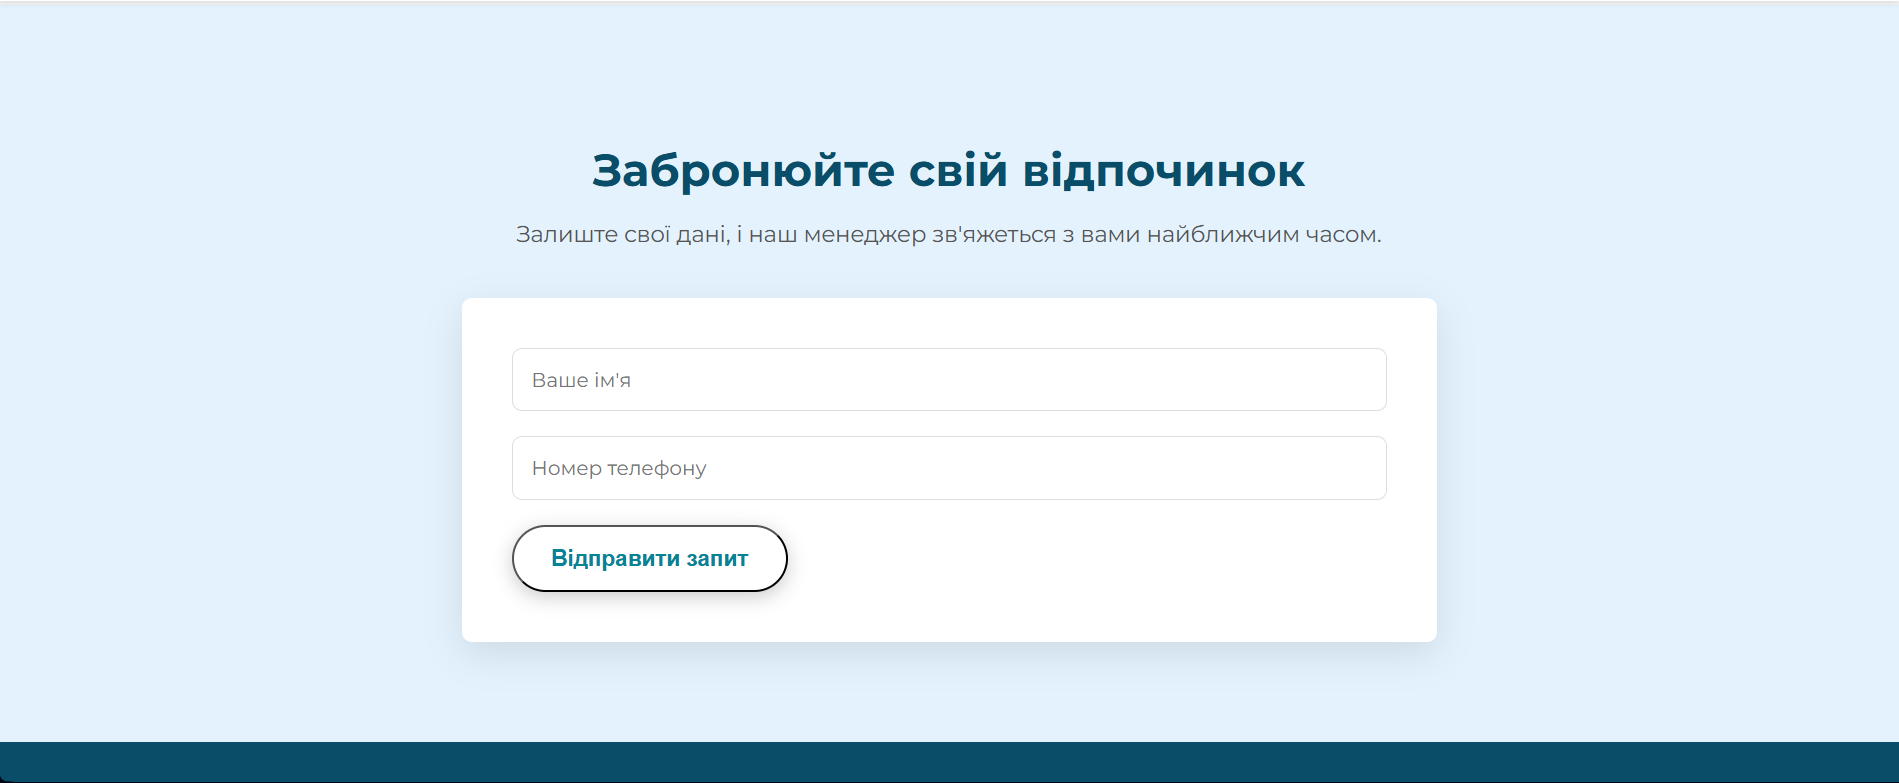 Забронюйте свій відпочинок
Залиште свої дані, і наш менеджер зв'яжеться з вами найближчим часом.
Ваше ім'я
Номер телефону
Відправити запит